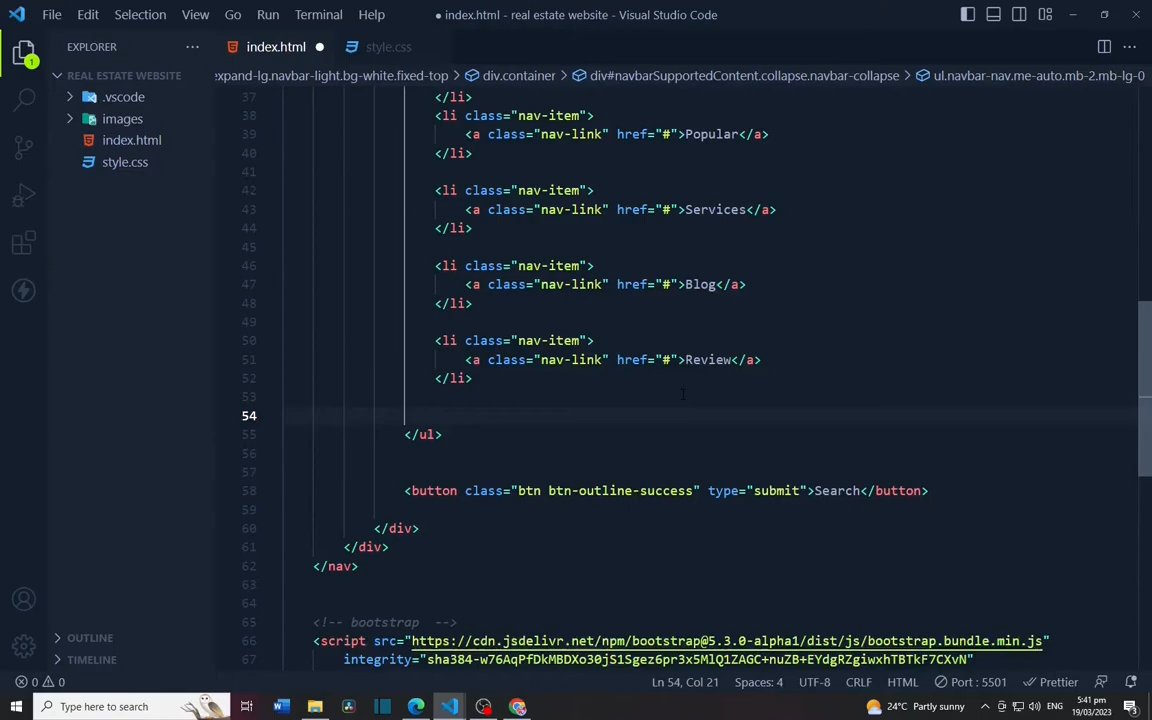 File Edit Selection View Go Run Terminal Help
● index.html - real estate website - Visual Studio Code
EXPLORER ···
index.html ●
style.css
1
REAL ESTATE WEBSITE
.vscode
images
index.html
style.css
expand-lg.navbar-light.bg-white.fixed-top > div.container > div#navbarSupportedContent.collapse.navbar-collapse > ul.navbar-nav.me-auto.mb-2.mb-lg-0
37 </li>
38 <li class="nav-item">
39 <a class="nav-link" href="#">Popular</a>
40 </li>
41
42 <li class="nav-item">
43 <a class="nav-link" href="#">Services</a>
44 </li>
45
46 <li class="nav-item">
47 <a class="nav-link" href="#">Blog</a>
48 </li>
49
50 <li class="nav-item">
51 <a class="nav-link" href="#">Review</a>
52 </li>
53
54
55 </ul>
56
57
58 <button class="btn btn-outline-success" type="submit">Search</button>
59
60 </div>
61 </div>
62 </nav>
63
64
65 <!-- bootstrap -->
66 <script src="https://cdn.jsdelivr.net/npm/bootstrap@5.3.0-alpha1/dist/js/bootstrap.bundle.min.js"
67 integrity="sha384-w76AqPfDkMBDXo30jS1Sgez6pr3x5MlQ1ZAGC+nuZB+EYdgRZgiwxhTBTkF7CXvN"
OUTLINE
TIMELINE
0 0
Ln 54, Col 21 Spaces: 4 UTF-8 CRLF HTML Port : 5501 Prettier
Type here to search
24°C Partly sunny
ENG
5:41 pm
19/03/2023
3